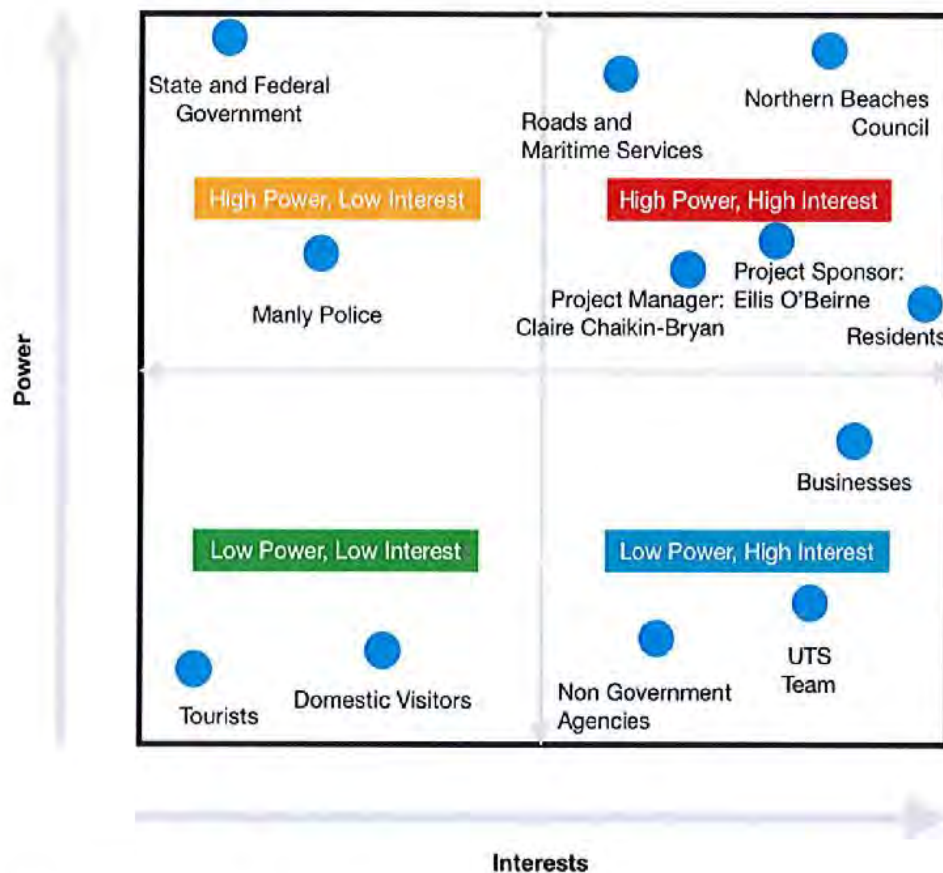 State and Federal
Government
Roads and
Maritime Services
Northern Beaches
Council
High Power, Low Interest
High Power, High Interest
Manly Police
Project Manager:
Claire Chaikin-Bryan
Project Sponsor:
Eilis O'Beirne
Residents
Power
Businesses
Low Power, Low Interest
Low Power, High Interest
Tourists
Domestic Visitors
Non Government
Agencies
UTS
Team
Interests